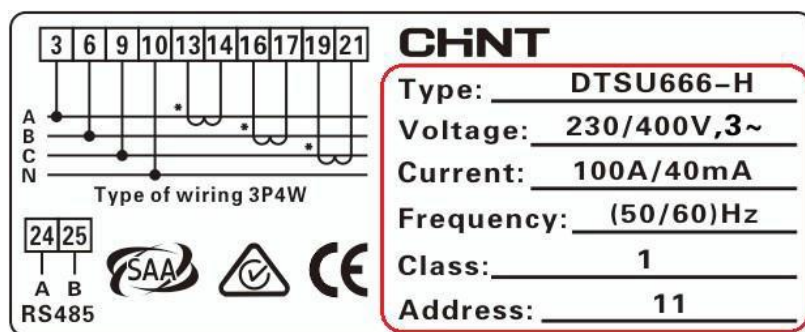 3 6 9 10 13 14 16 17 19 21
A
B
C
N
* * *
Type of wiring 3P4W
24 25
A B
RS485
SAA
CE
CHiNT
Type: DTSU666-H
Voltage: 230/400V,3~
Current: 100A/40mA
Frequency: (50/60)Hz
Class: 1
Address: 11